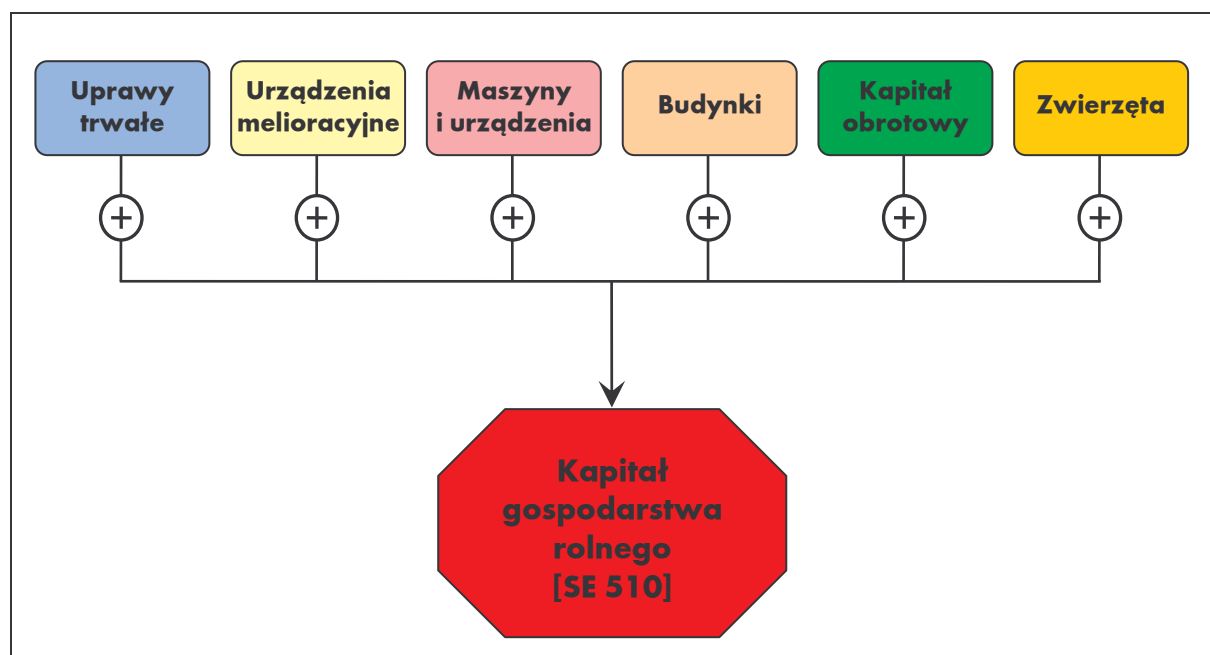 Uprawy
trwałe
Urządzenia
melioracyjne
Maszyny
i urządzenia
Budynki
Kapitał
obrotowy
Zwierzęta
+ + + + + +
Kapitał
gospodarstwa
rolnego
[SE 510]